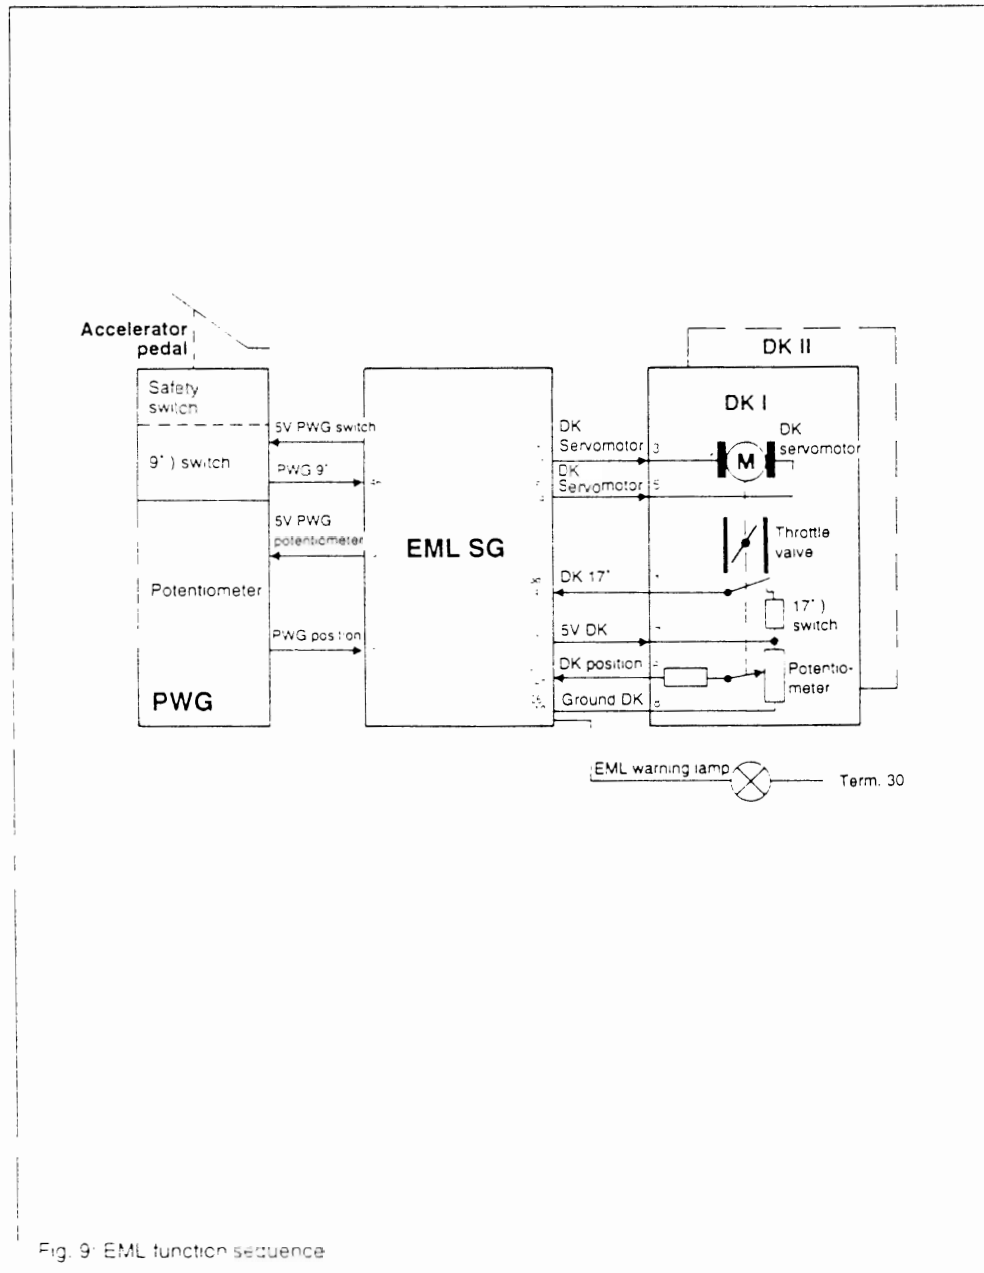 Accelerator
pedal
Safety
switch
9°) switch
Potentiometer
PWG
5V PWG switch
PWG 9°
5V PWG
potentiometer
PWG position
EML SG
DK
Servomotor
DK
Servomotor
DK 17°
5V DK
DK position
Ground DK
3
5
DK II
DK I
DK
servomotor
M
Throttle
valve
17°)
switch
Potentio-
meter
EML warning lamp
Term. 30
Fig. 9: EML function sequence